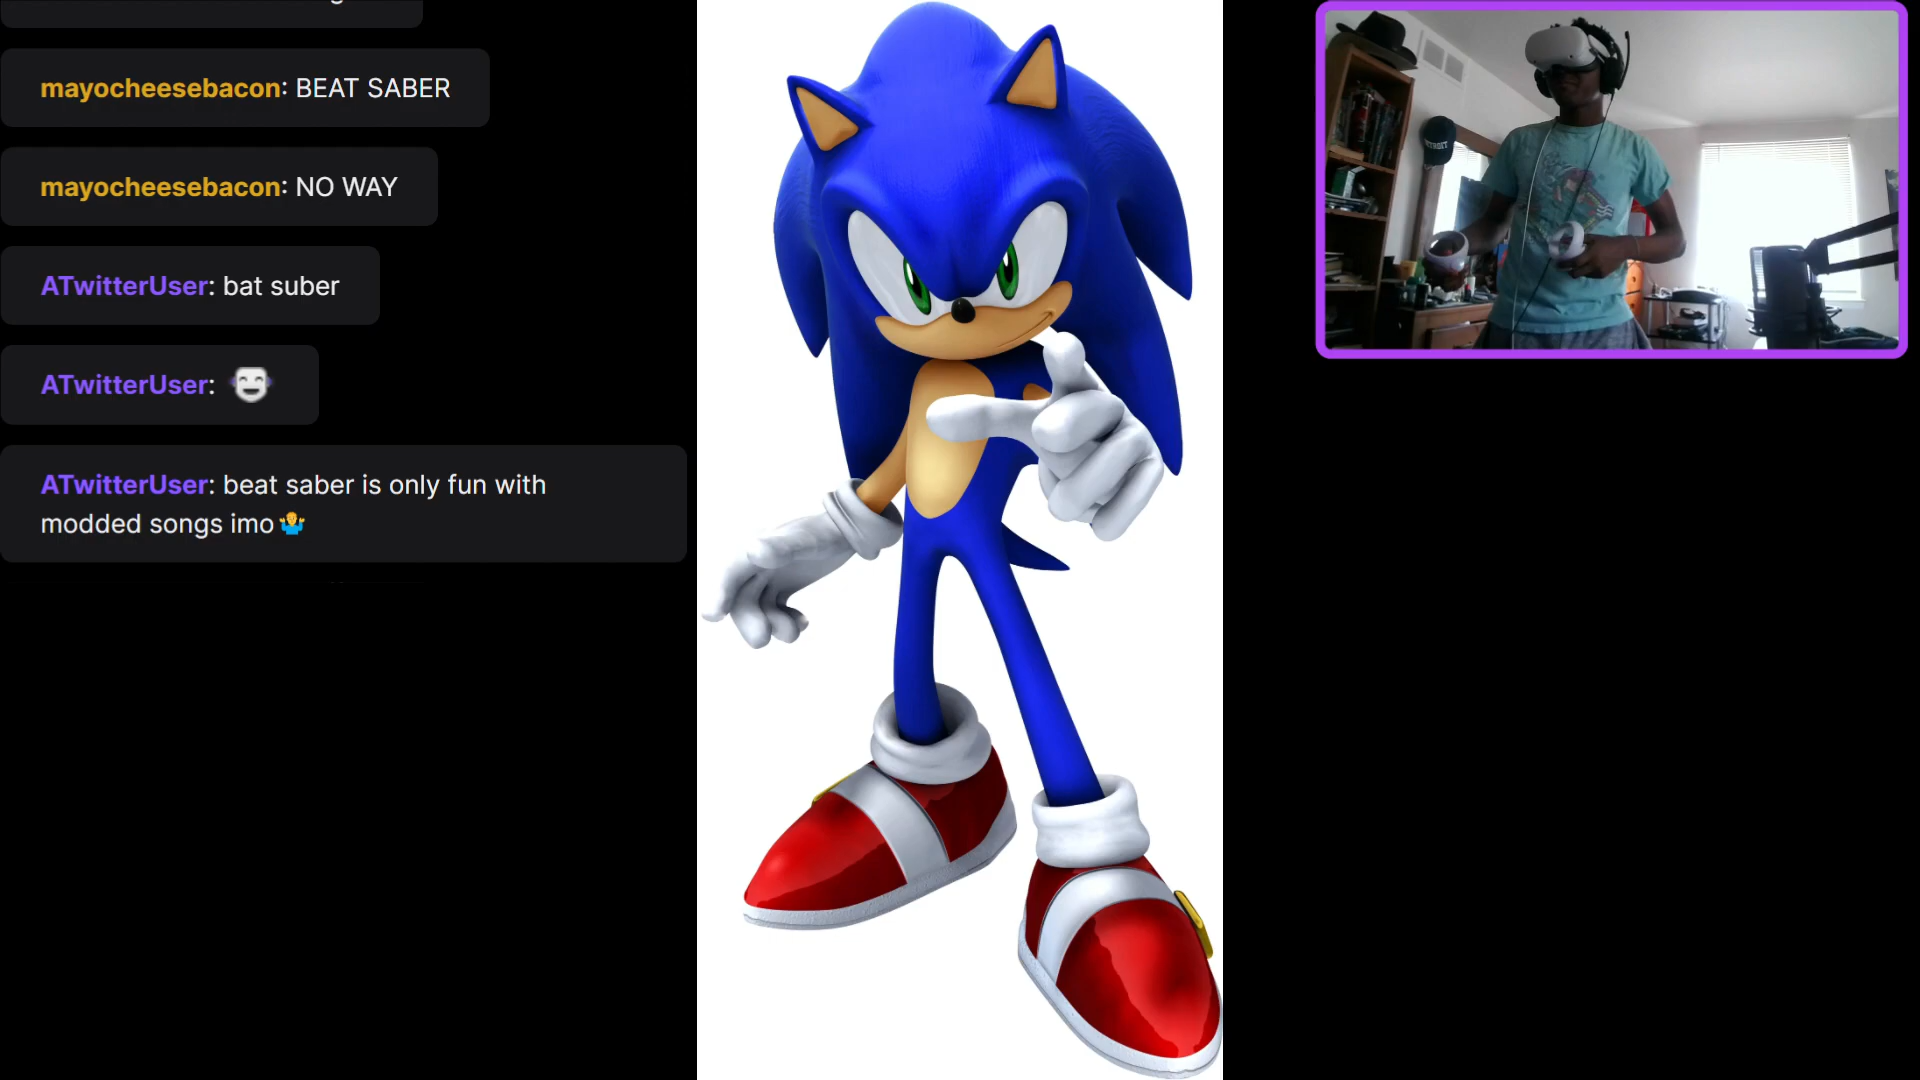 mayocheesebacon: BEAT SABER
mayocheesebacon: NO WAY
ATwitterUser: bat suber
ATwitterUser:
ATwitterUser: beat saber is only fun with
modded songs imo🤷
DETROIT